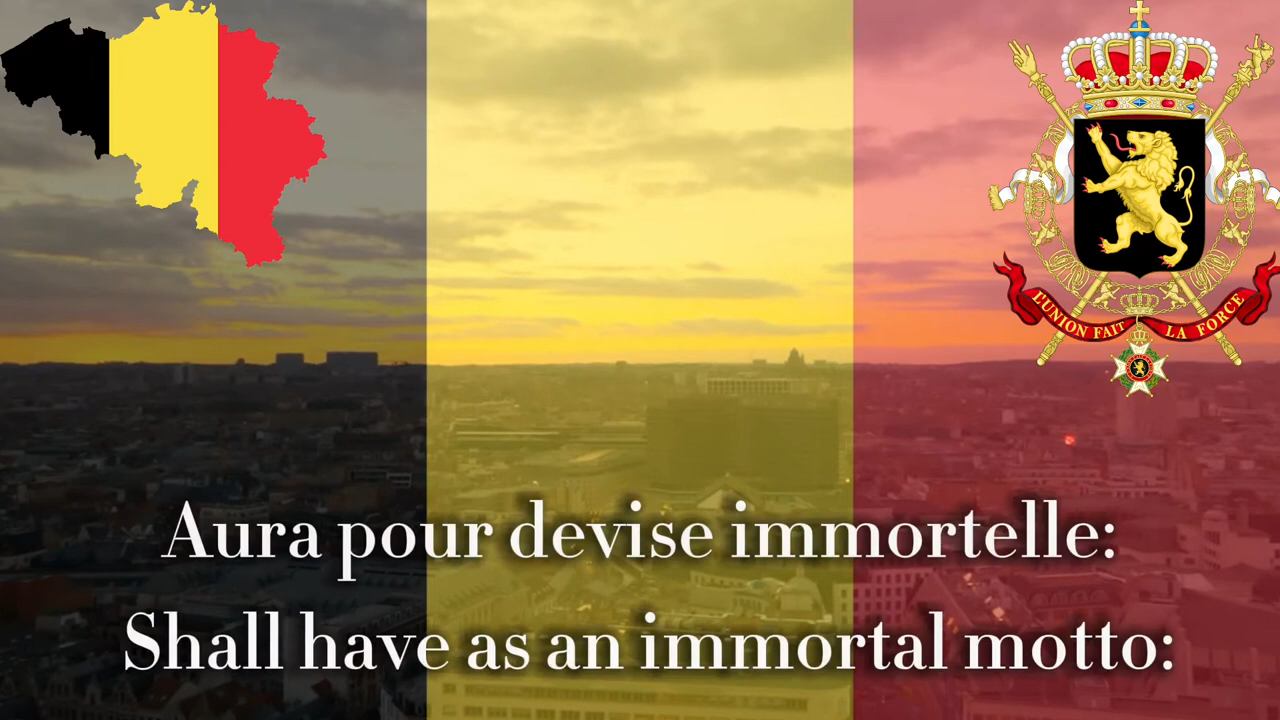 L'UNION FAIT LA FORCE
Aura pour devise immortelle:
Shall have as an immortal motto: